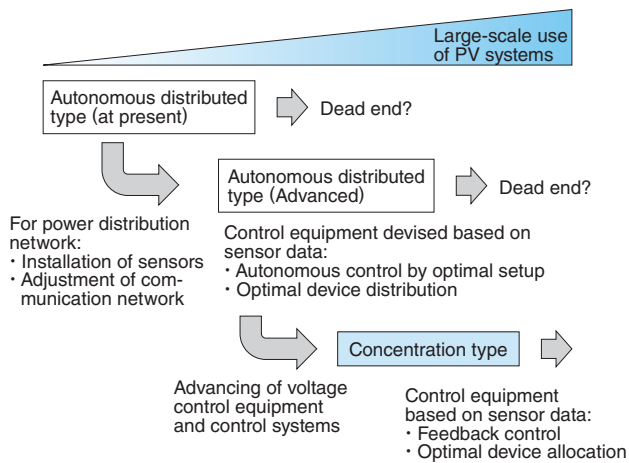 Large-scale use
of PV systems
Autonomous distributed
type (at present)
Dead end?
Autonomous distributed
type (Advanced)
Dead end?
For power distribution
network:
・Installation of sensors
・Adjustment of com-
munication network
Control equipment devised based on
sensor data:
・Autonomous control by optimal setup
・Optimal device distribution
Concentration type
Advancing of voltage
control equipment
and control systems
Control equipment
based on sensor data:
・Feedback control
・Optimal device allocation